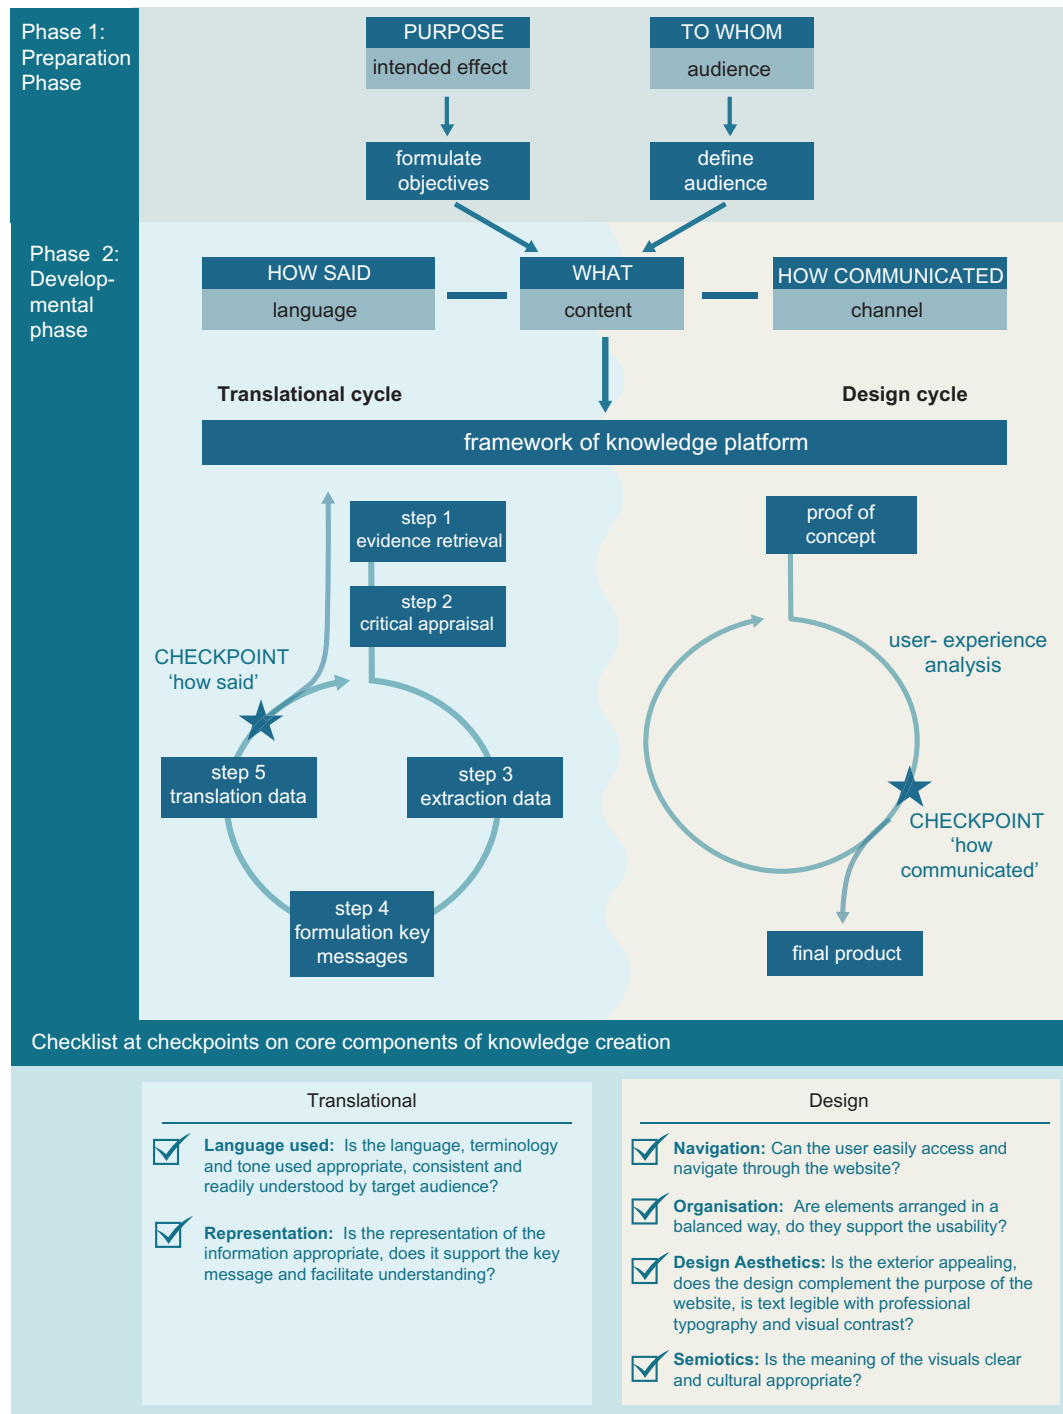 Phase 1:
Preparation
Phase
PURPOSE
intended effect
TO WHOM
audience
formulate
objectives
define
audience
Phase 2:
Develop-
mental
phase
HOW SAID
language
WHAT
content
HOW COMMUNICATED
channel
Translational cycle
Design cycle
framework of knowledge platform
step 1
evidence retrieval
step 2
critical appraisal
CHECKPOINT
‘how said’
step 5
translation data
step 3
extraction data
step 4
formulation key
messages
proof of
concept
user- experience
analysis
CHECKPOINT
‘how
communicated’
final product
Checklist at checkpoints on core components of knowledge creation
Translational
Language used: Is the language, terminology
and tone used appropriate, consistent and
readily understood by target audience?
Representation: Is the representation of the
information appropriate, does it support the key
message and facilitate understanding?
Design
Navigation: Can the user easily access and
navigate through the website?
Organisation: Are elements arranged in a
balanced way, do they support the usability?
Design Aesthetics: Is the exterior appealing,
does the design complement the purpose of the
website, is text legible with professional
typography and visual contrast?
Semiotics: Is the meaning of the visuals clear
and cultural appropriate?